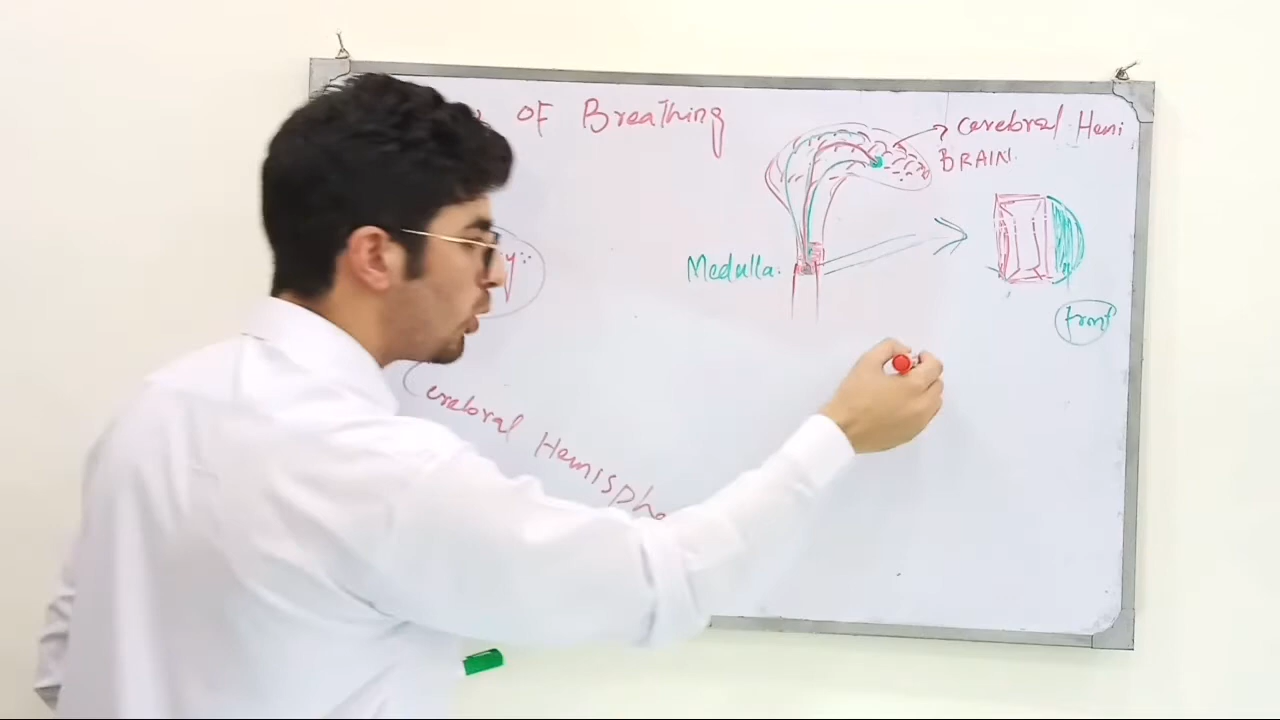 OF Breathing
Cerebral Hemi
BRAIN.
Medulla.
front
Cerebral Hemisphe